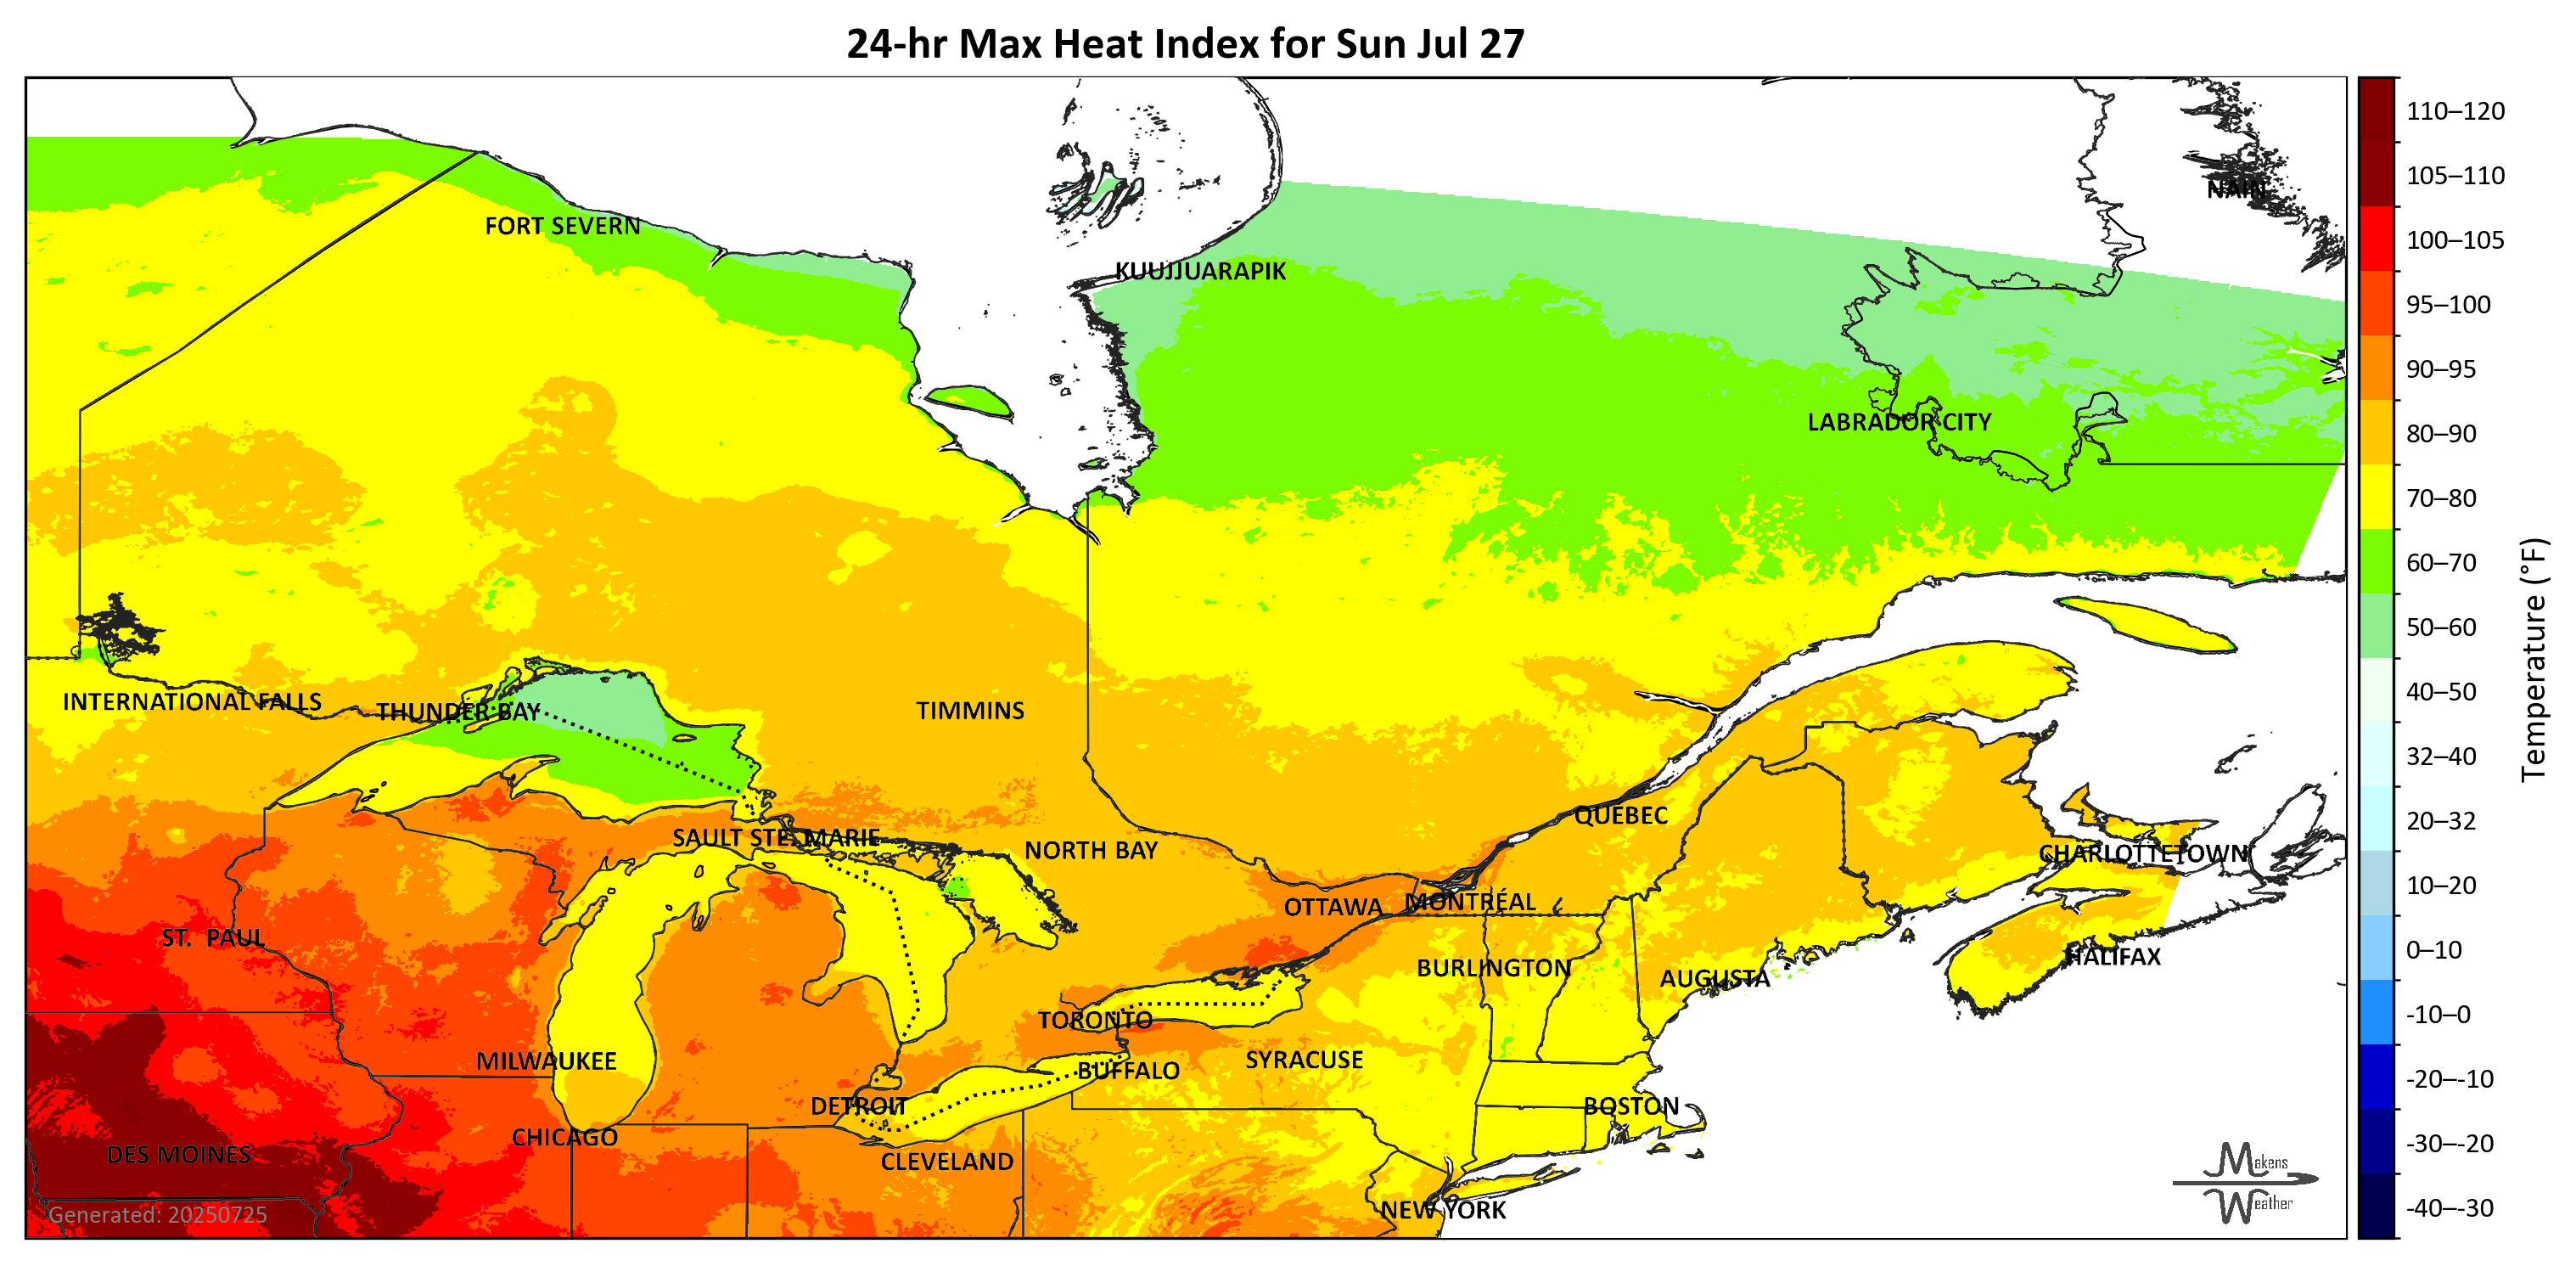 24-hr Max Heat Index for Sun Jul 27
110–120
105–110
NAIN
FORT SEVERN
100–105
KUUJJUARAPIK
95–100
90–95
LABRADOR CITY
80–90
70–80
60–70
Temperature (°F)
50–60
INTERNATIONAL FALLS
THUNDER BAY
TIMMINS
40–50
32–40
QUÉBEC
20–32
SAULT STE. MARIE
NORTH BAY
CHARLOTTETOWN
10–20
OTTAWA
MONTRÉAL
ST. PAUL
0–10
BURLINGTON
AUGUSTA
HALIFAX
TORONTO
-10–0
MILWAUKEE
SYRACUSE
BUFFALO
-20–-10
DETROIT
BOSTON
CHICAGO
-30–-20
DES MOINES
CLEVELAND
Makens
Weather
NEW YORK
-40–-30
Generated: 20250725